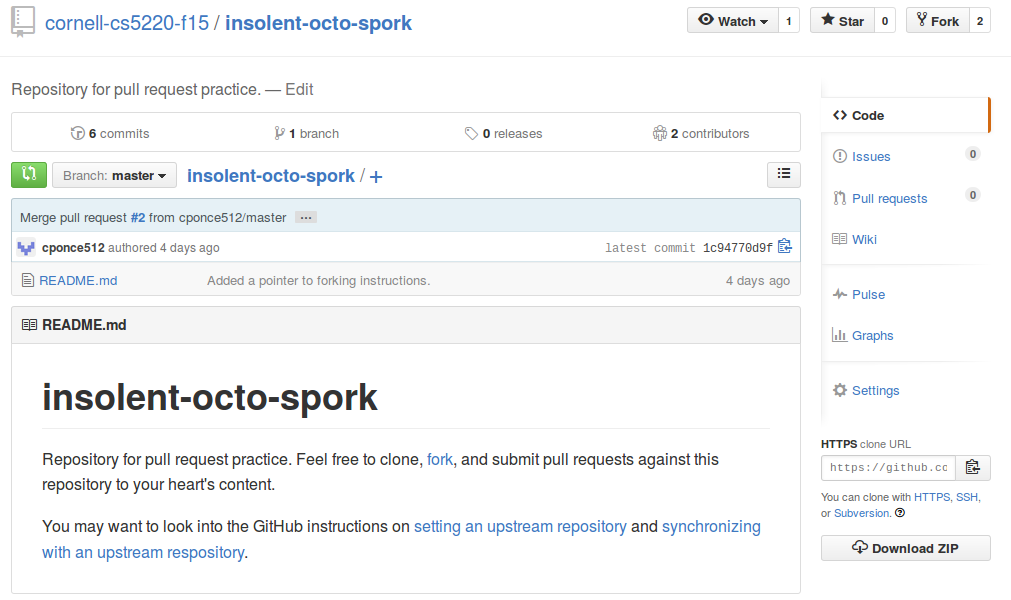 cornell-cs5220-f15 / insolent-octo-spork
Watch 1 Star 0 Fork 2
Repository for pull request practice. — Edit
6 commits 1 branch 0 releases 2 contributors
Branch: master insolent-octo-spork / +
Merge pull request #2 from cponce512/master ...
cponce512 authored 4 days ago latest commit 1c94770d9f
README.md Added a pointer to forking instructions. 4 days ago
README.md
insolent-octo-spork
Repository for pull request practice. Feel free to clone, fork, and submit pull requests against this
repository to your heart's content.
You may want to look into the GitHub instructions on setting an upstream repository and synchronizing
with an upstream respository.
Code
Issues 0
Pull requests 0
Wiki
Pulse
Graphs
Settings
HTTPS clone URL
https://github.cc
You can clone with HTTPS, SSH,
or Subversion.
Download ZIP